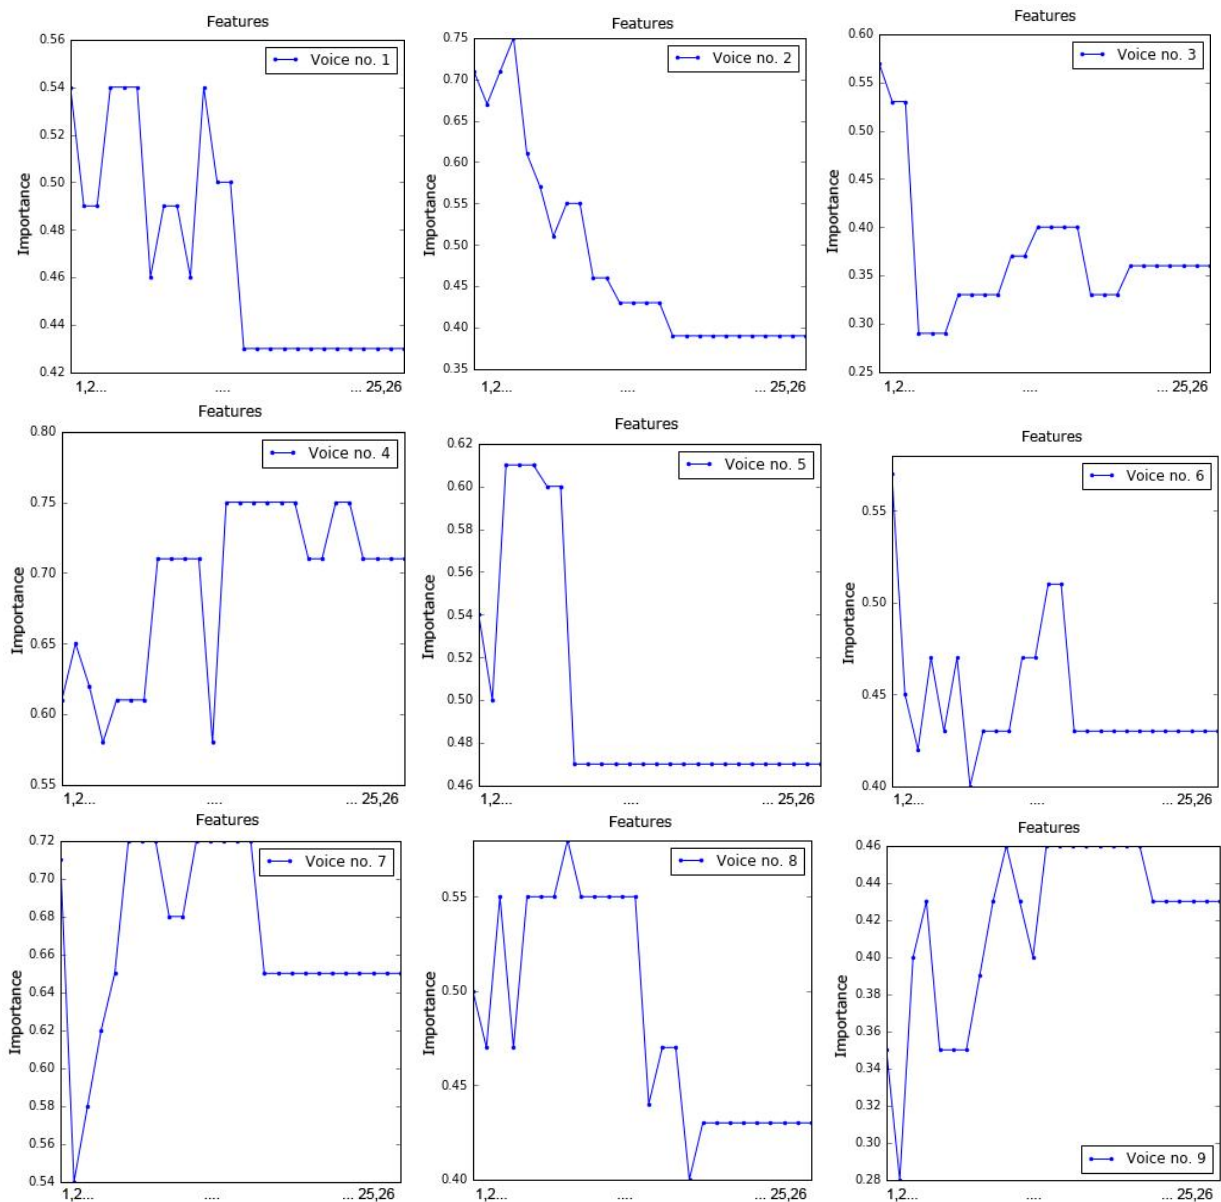 Features
Importance
Voice no. 1
0.56
0.54
0.52
0.50
0.48
0.46
0.44
0.42
1,2... .... ... 25,26
Features
Importance
Voice no. 2
0.75
0.70
0.65
0.60
0.55
0.50
0.45
0.40
0.35
1,2... .... ... 25,26
Features
Importance
Voice no. 3
0.60
0.55
0.50
0.45
0.40
0.35
0.30
0.25
1,2... .... ... 25,26
Features
Importance
Voice no. 4
0.80
0.75
0.70
0.65
0.60
0.55
1,2... .... ... 25,26
Features
Importance
Voice no. 5
0.62
0.60
0.58
0.56
0.54
0.52
0.50
0.48
0.46
1,2... .... ... 25,26
Features
Importance
Voice no. 6
0.55
0.50
0.45
0.40
1,2... .... ... 25,26
Features
Importance
Voice no. 7
0.72
0.70
0.68
0.66
0.64
0.62
0.60
0.58
0.56
0.54
1,2... .... ... 25,26
Features
Importance
Voice no. 8
0.55
0.50
0.45
0.40
1,2... .... ... 25,26
Features
Importance
Voice no. 9
0.46
0.44
0.42
0.40
0.38
0.36
0.34
0.32
0.30
0.28
1,2... .... ... 25,26